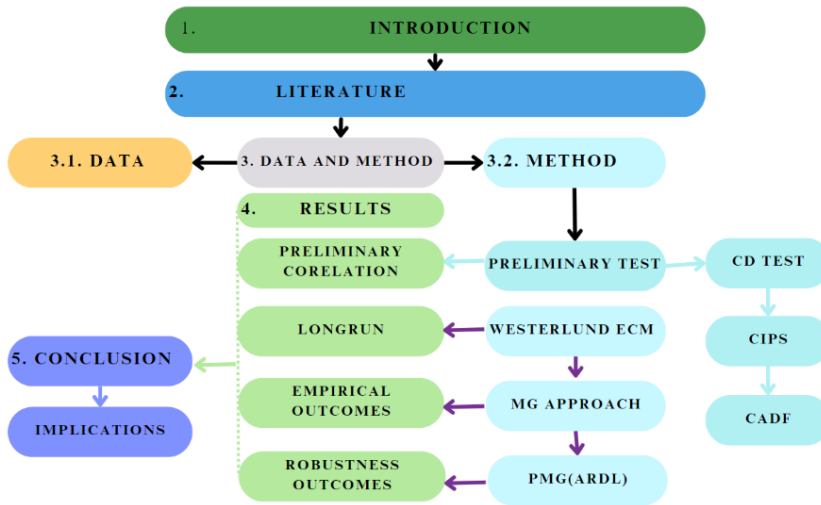 1. INTRODUCTION
2. LITERATURE
3.1. DATA
3. DATA AND METHOD
3.2. METHOD
4. RESULTS
PRELIMINARY
CORELATION
PRELIMINARY TEST
CD TEST
LONGRUN
WESTERLUND ECM
CIPS
5. CONCLUSION
EMPIRICAL
OUTCOMES
MG APPROACH
CADF
IMPLICATIONS
ROBUSTNESS
OUTCOMES
PMG(ARDL)